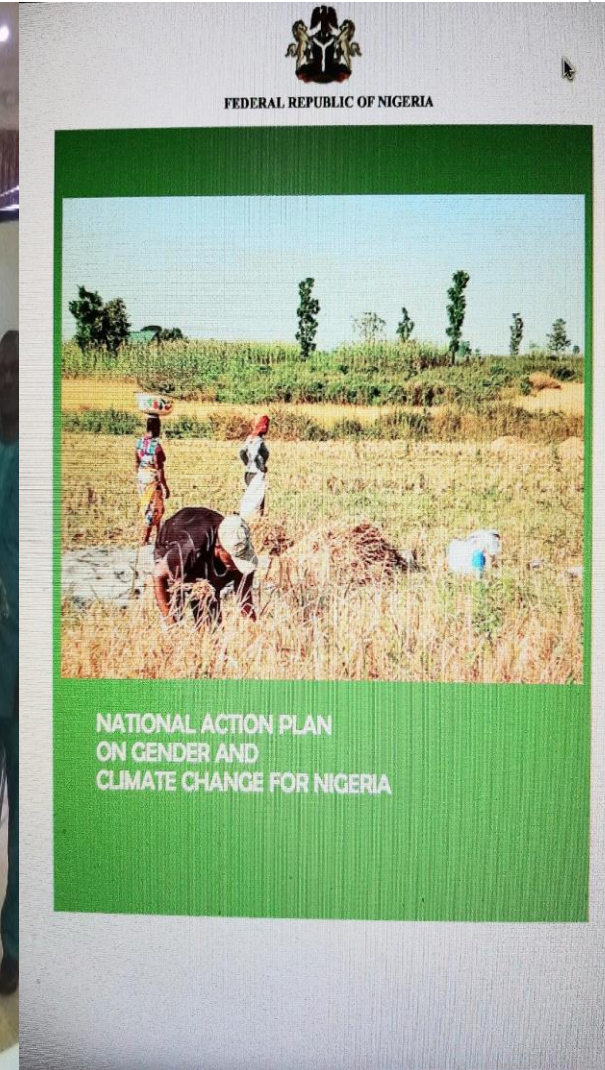 FEDERAL REPUBLIC OF NIGERIA
NATIONAL ACTION PLAN
ON GENDER AND
CLIMATE CHANGE FOR NIGERIA